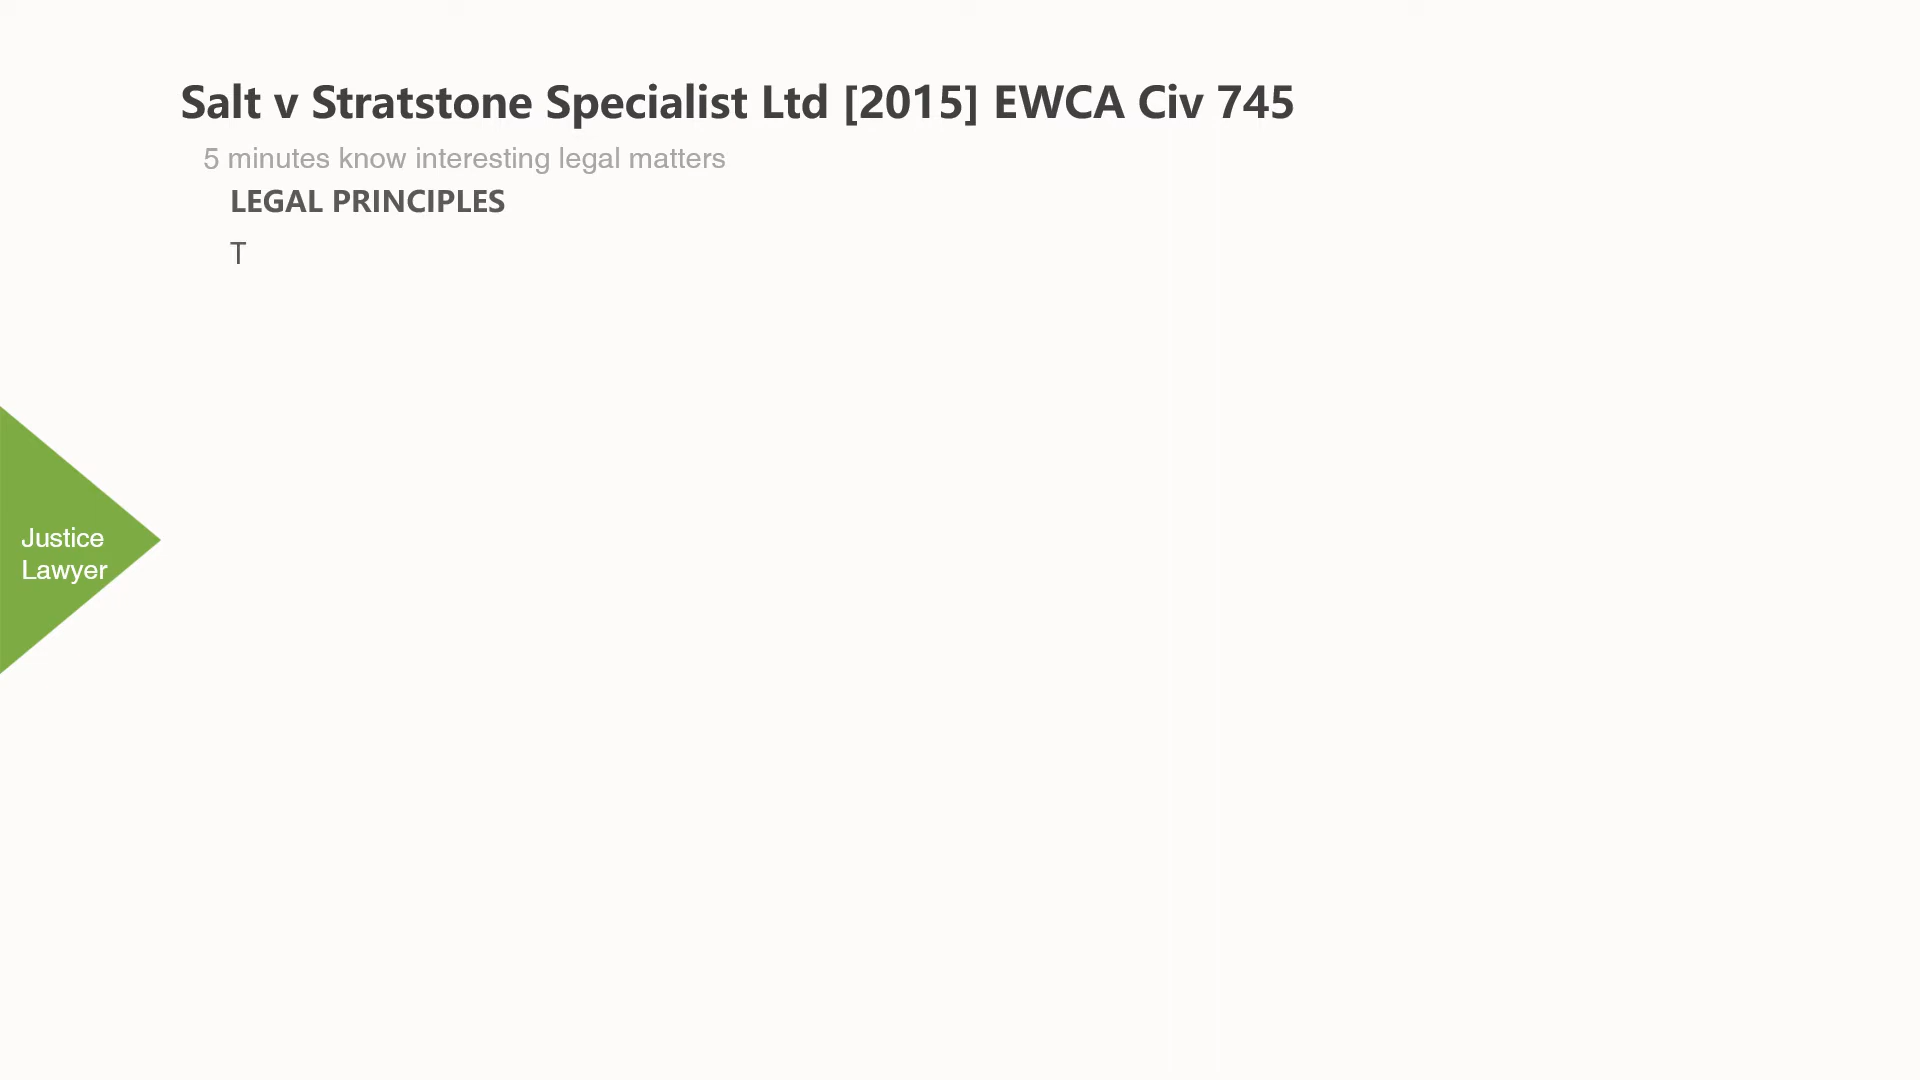 Salt v Stratstone Specialist Ltd [2015] EWCA Civ 745
5 minutes know interesting legal matters
LEGAL PRINCIPLES
T
Justice
Lawyer